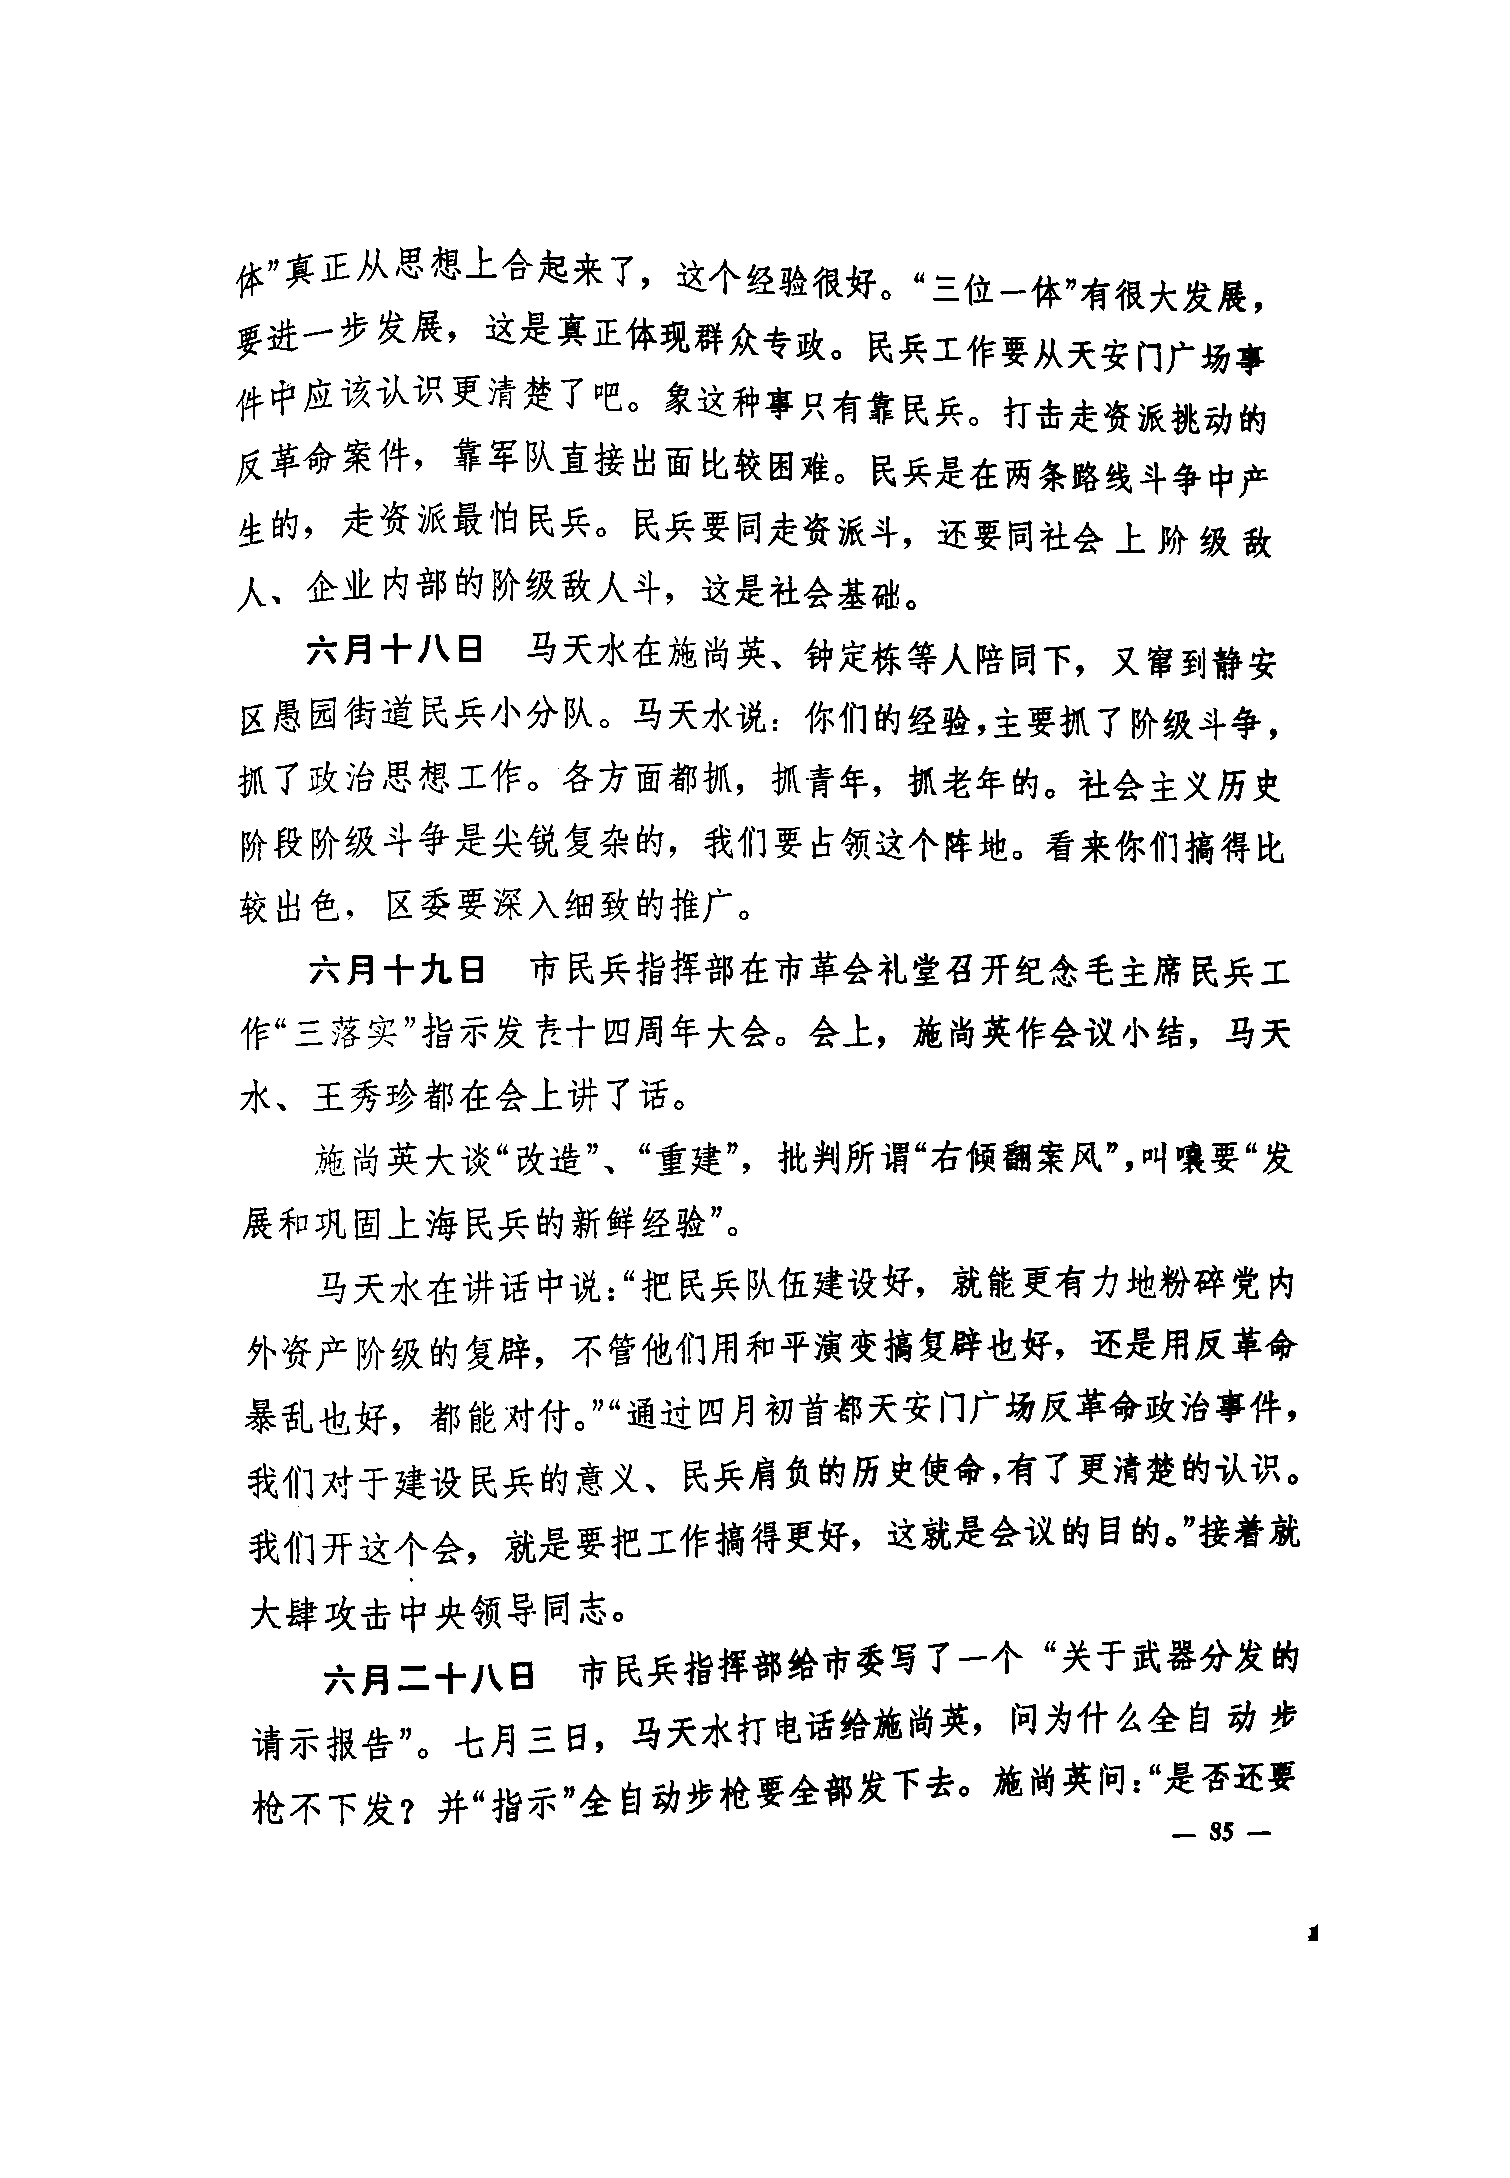 体”真正从思想上合起来了，这个经验很好。“三位一体”有很大发展，
要进一步发展，这是真正体现群众专政。民兵工作要从天安门广场事
件中应该认识更清楚了吧。象这种事只有靠民兵。打击走资派挑动的
反革命案件，靠军队直接出面比较困难。民兵是在两条路线斗争中产
生的，走资派最怕民兵。民兵要同走资派斗，还要同社会上阶级敌
人、企业内部的阶级敌人斗，这是社会基础。
六月十八日　马天水在施尚英、钟定栋等人陪同下，又窜到静安
区愚园街道民兵小分队。马天水说：你们的经验，主要抓了阶级斗争，
抓了政治思想工作。各方面都抓，抓青年，抓老年的。社会主义历史
阶段阶级斗争是尖锐复杂的，我们要占领这个阵地。看来你们搞得比
较出色，区委要深入细致的推广。
六月十九日　市民兵指挥部在市革会礼堂召开纪念毛主席民兵工
作“三落实”指示发表十四周年大会。会上，施尚英作会议小结，马天
水、王秀珍都在会上讲了话。
施尚英大谈“改造”、“重建”，批判所谓“右倾翻案风”，叫嚷要“发
展和巩固上海民兵的新鲜经验”。
马天水在讲话中说：“把民兵队伍建设好，就能更有力地粉碎党内
外资产阶级的复辟，不管他们用和平演变搞复辟也好，还是用反革命
暴乱也好，都能对付。”“通过四月初首都天安门广场反革命政治事件，
我们对于建设民兵的意义、民兵肩负的历史使命，有了更清楚的认识。
我们开这个会，就是要把工作搞得更好，这就是会议的目的。”接着就
大肆攻击中央领导同志。
六月二十八日　市民兵指挥部给市委写了一个“关于武器分发的
请示报告”。七月三日，马天水打电话给施尚英，问为什么全自动步
枪不下发？并“指示”全自动步枪要全部发下去。施尚英问：“是否还要
— 85 —